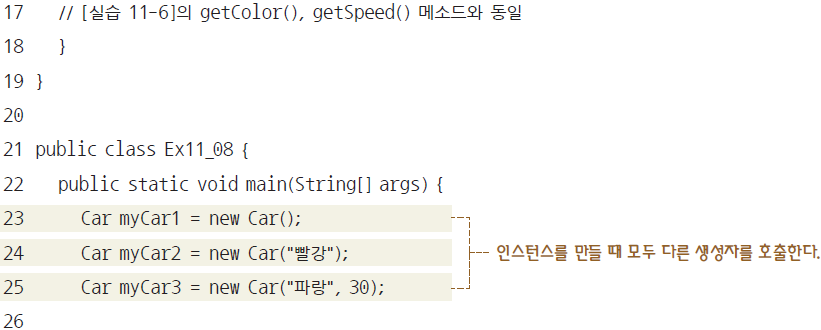 17 // [실습 11-6]의 getColor(), getSpeed() 메소드와 동일
18 }
19 }
20
21 public class Ex11_08 {
22 public static void main(String[] args) {
23 Car myCar1 = new Car();
24 Car myCar2 = new Car("빨강");
인스턴스를 만들 때 모두 다른 생성자를 호출한다.
25 Car myCar3 = new Car("파랑", 30);
26